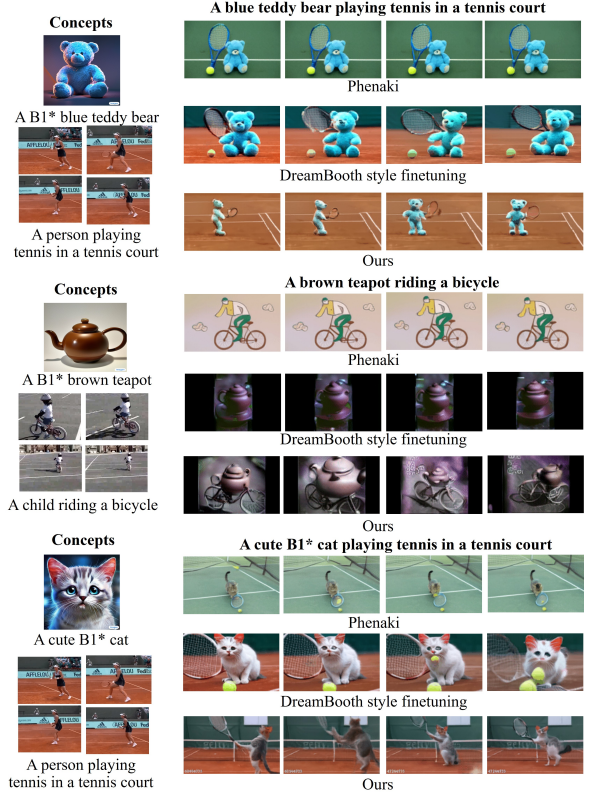 Concepts
A B1* blue teddy bear
AFFLELOU
FedEx
adidas
A person playing
tennis in a tennis court
A blue teddy bear playing tennis in a tennis court
Phenaki
DreamBooth style finetuning
Ours
Concepts
A B1* brown teapot
A child riding a bicycle
A brown teapot riding a bicycle
Phenaki
DreamBooth style finetuning
Ours
Concepts
A cute B1* cat
A person playing
tennis in a tennis court
A cute B1* cat playing tennis in a tennis court
Phenaki
DreamBooth style finetuning
Ours